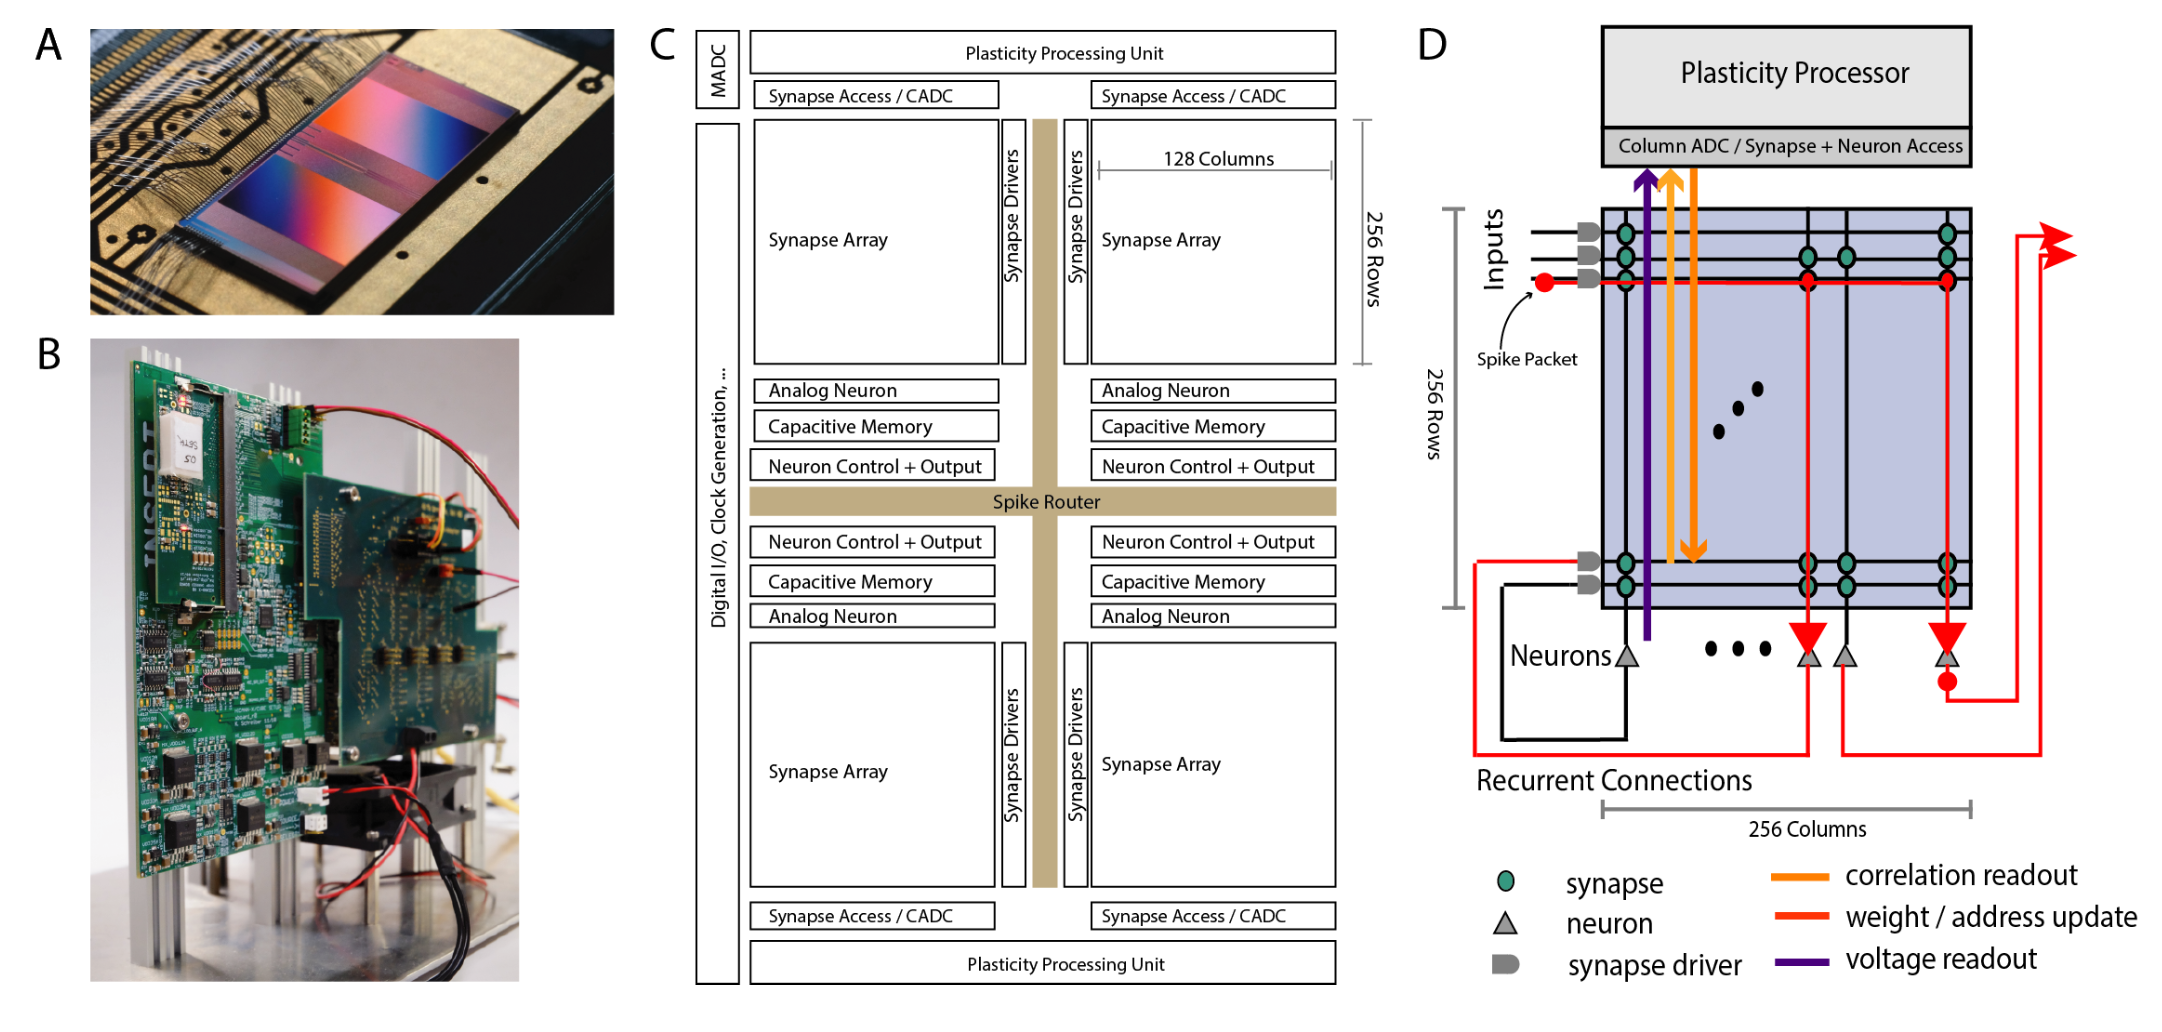 A
B
INSERT
C
MADC
Plasticity Processing Unit
Synapse Access / CADC
Synapse Access / CADC
Digital I/O, Clock Generation, ...
Synapse Array
Synapse Drivers
Synapse Drivers
128 Columns
Synapse Array
256 Rows
Analog Neuron
Analog Neuron
Capacitive Memory
Capacitive Memory
Neuron Control + Output
Neuron Control + Output
Spike Router
Neuron Control + Output
Neuron Control + Output
Capacitive Memory
Capacitive Memory
Analog Neuron
Analog Neuron
Synapse Array
Synapse Drivers
Synapse Drivers
Synapse Array
Synapse Access / CADC
Synapse Access / CADC
Plasticity Processing Unit
D
Plasticity Processor
Column ADC / Synapse + Neuron Access
Inputs
Spike Packet
256 Rows
Neurons
Recurrent Connections
256 Columns
synapse
neuron
synapse driver
correlation readout
weight / address update
voltage readout